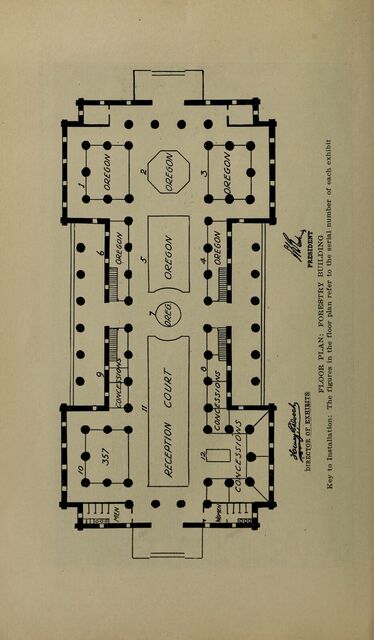 1
OREGON
2
OREGON
3
OREGON
6
OREGON
5
OREGON
4
OREGON
7
OREG
9
CONCESSIONS
11
RECEPTION COURT
8
CONCESSIONS
10
357
12
CONCESSIONS
MEN
WOMEN
PRESIDENT
DIRECTOR OF EXHIBITS
FLOOR PLAN: FORESTRY BUILDING
Key to Installation: The figures in the floor plan refer to the serial number of each exhibit